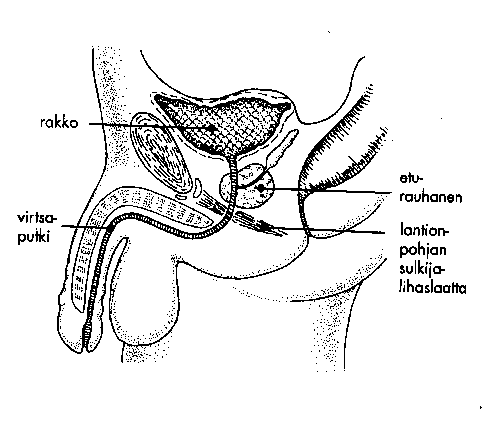 rakko
virtsa-
putki
etu-
rauhanen
lantion-
pohjan
sulkija-
lihaslaatta